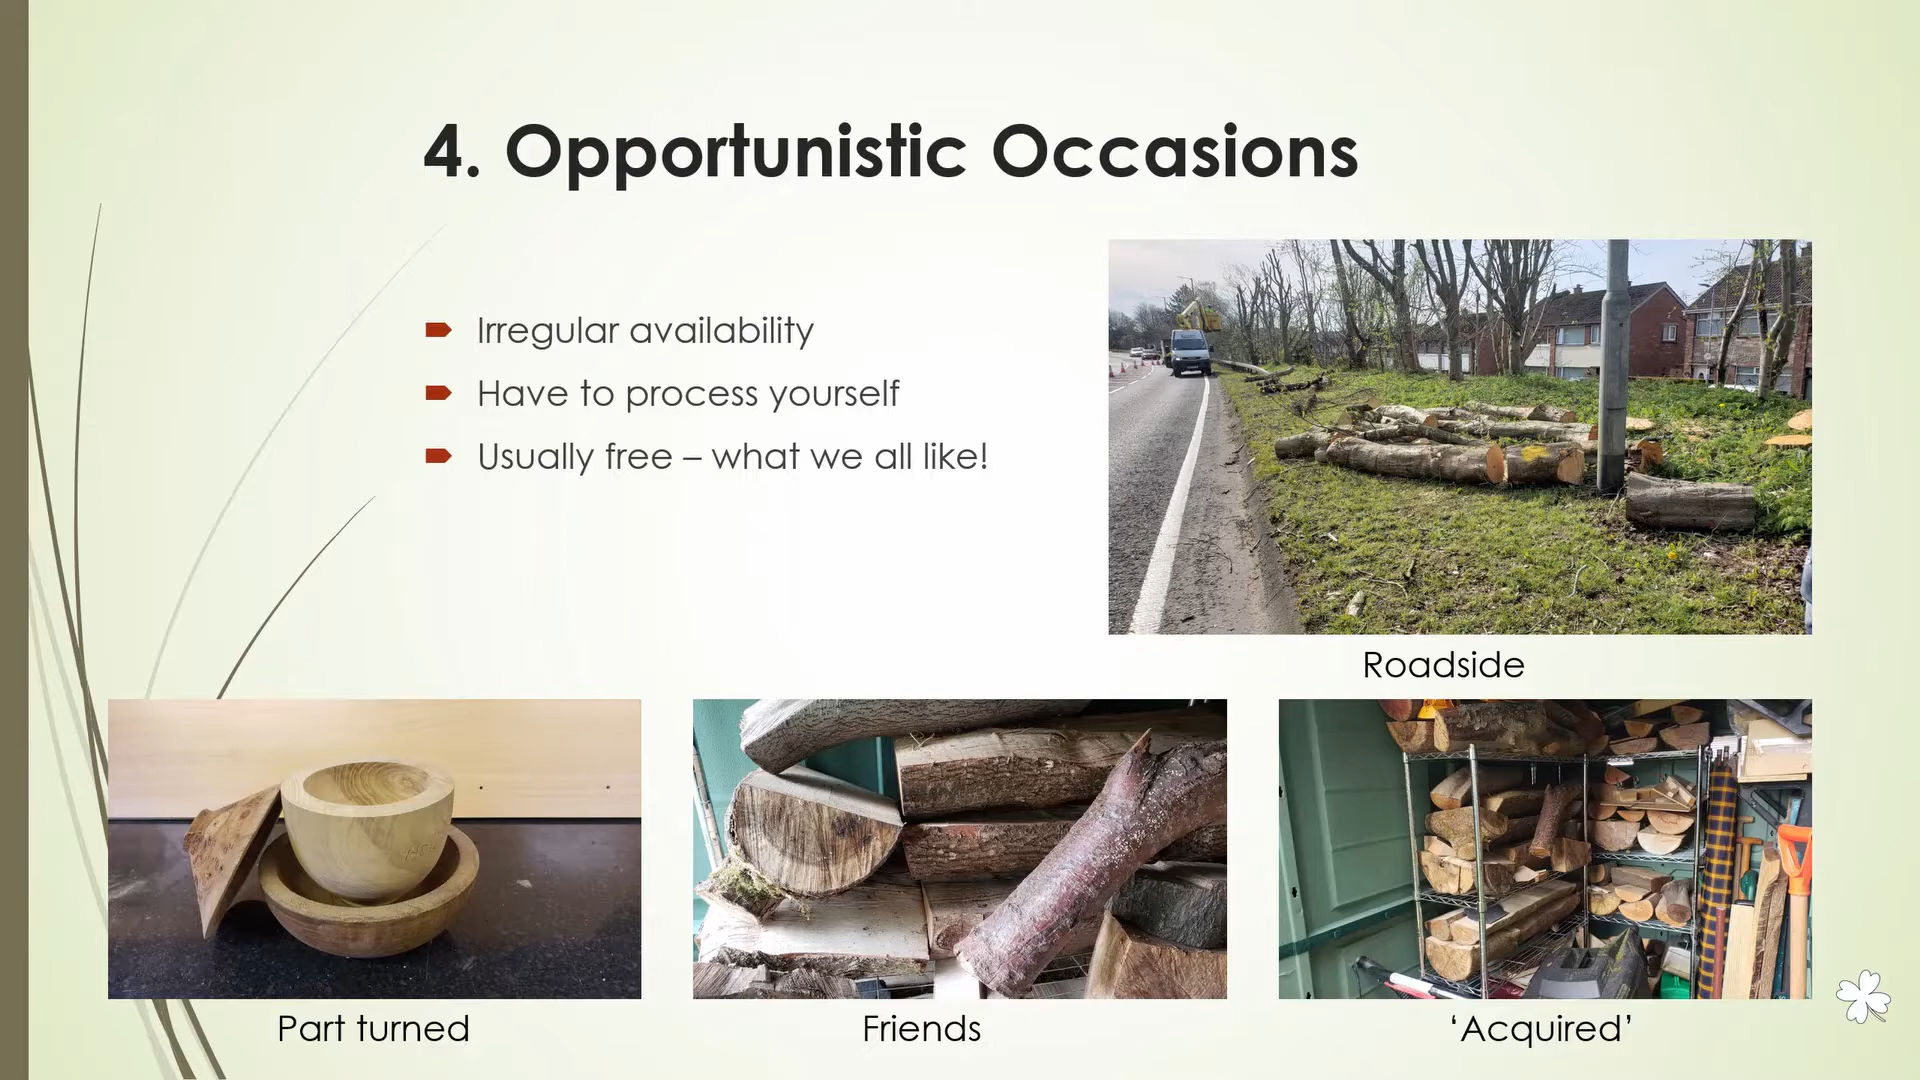 4. Opportunistic Occasions
Irregular availability
Have to process yourself
Usually free – what we all like!
Roadside
Part turned
Friends
‘Acquired’